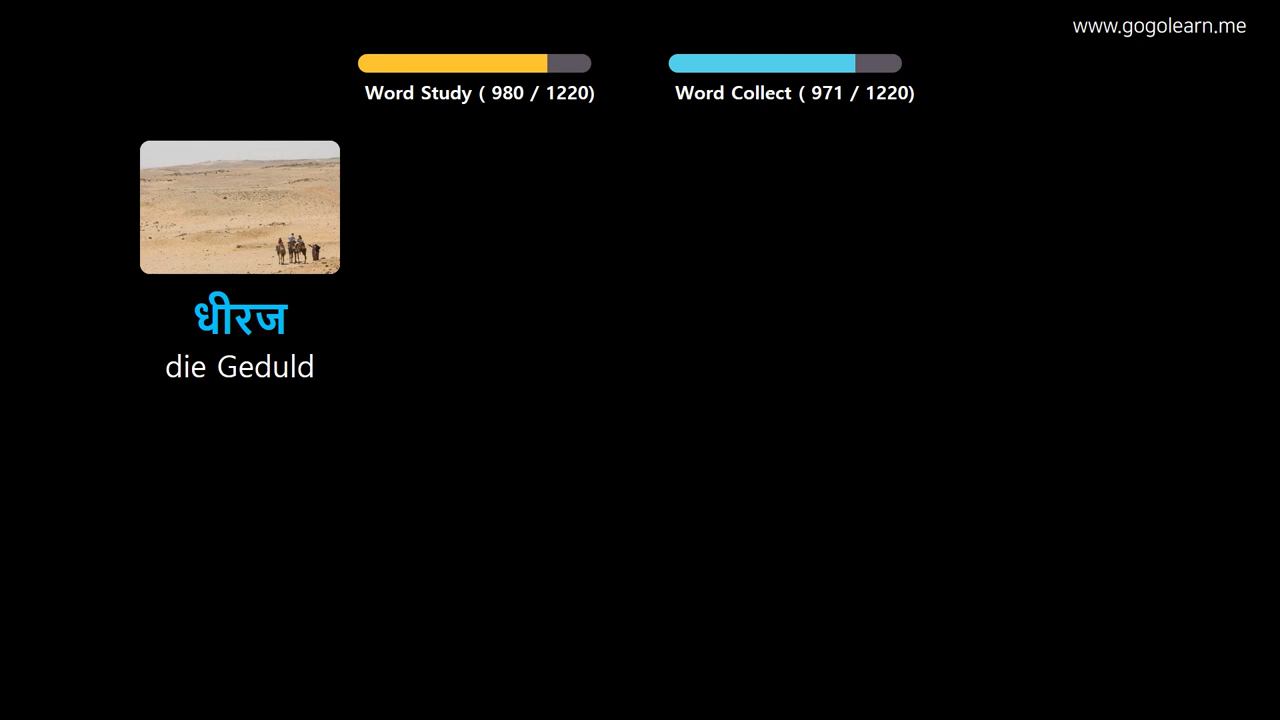 www.gogolearn.me
Word Study ( 980 / 1220)
Word Collect ( 971 / 1220)
धीरज
die Geduld